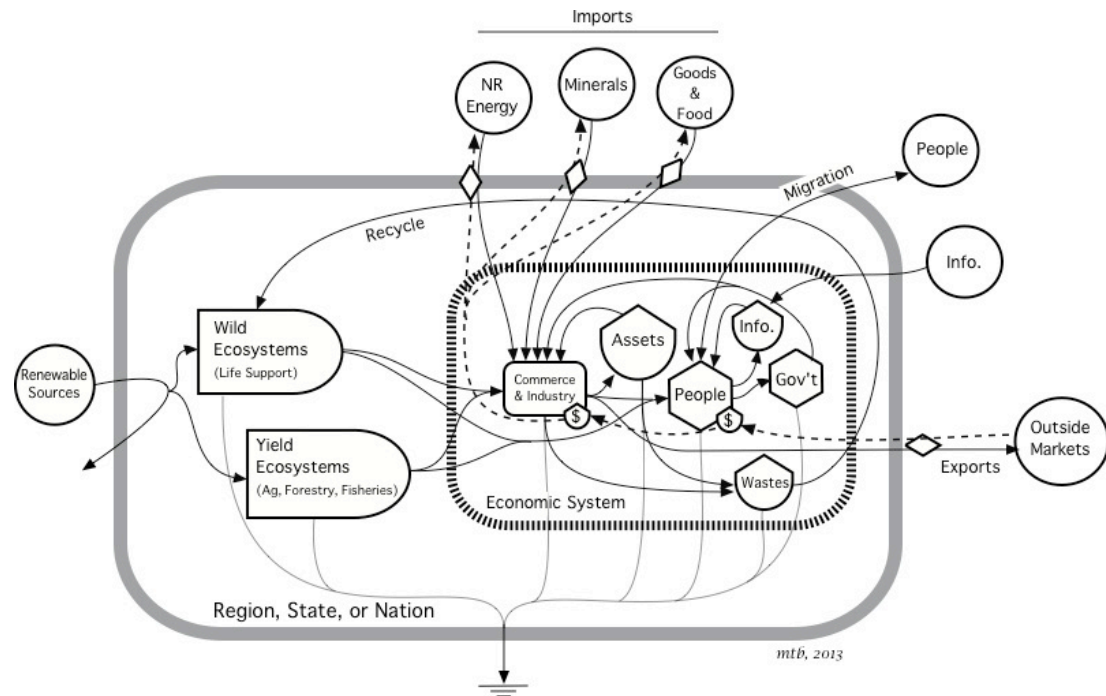 Imports
NR
Energy
Minerals
Goods
&
Food
People
Migration
Recycle
Info.
Wild
Ecosystems
(Life Support)
Assets
Info.
Renewable
Sources
Commerce
& Industry
People
Gov't
$
$
Yield
Ecosystems
(Ag, Forestry, Fisheries)
Outside
Markets
Exports
Wastes
Economic System
Region, State, or Nation
mtb, 2013